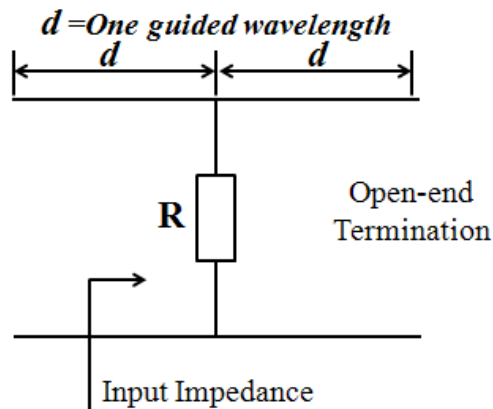 d =One guided wavelength
d d
R
Open-end
Termination
Input Impedance